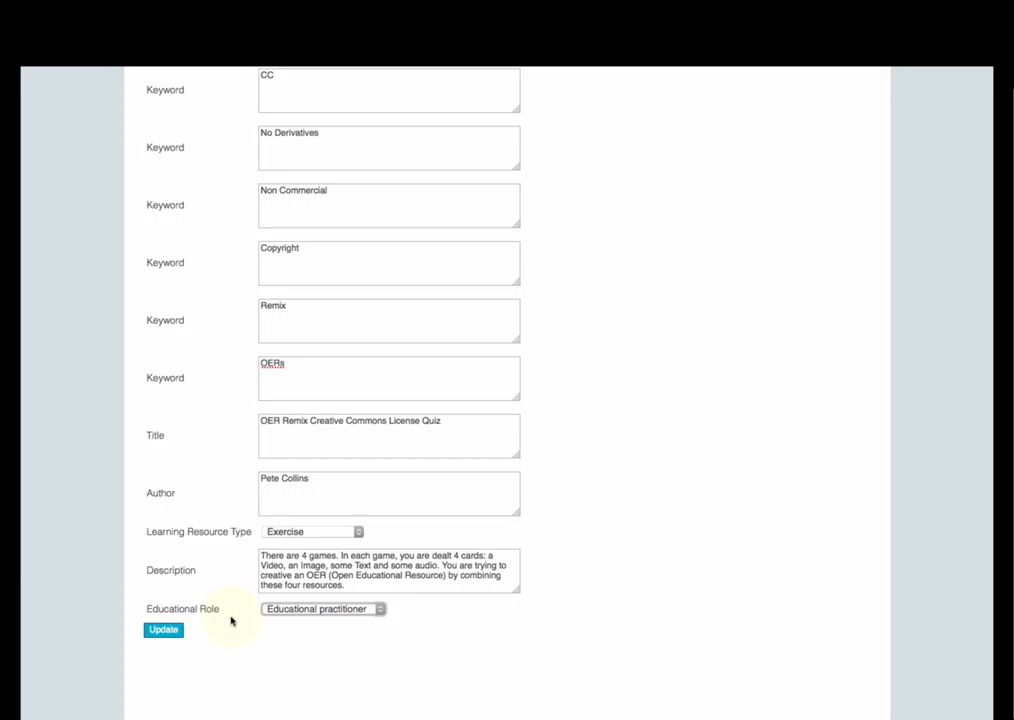 CC
Keyword
No Derivatives
Keyword
Non Commercial
Keyword
Copyright
Keyword
Remix
Keyword
OERs
Keyword
OER Remix Creative Commons License Quiz
Title
Pete Collins
Author
Learning Resource Type Exercise
There are 4 games. In each game, you are dealt 4 cards: a
Video, an Image, some Text and some audio. You are trying to
creative an OER (Open Educational Resource) by combining
these four resources.
Description
Educational Role Educational practitioner
Update